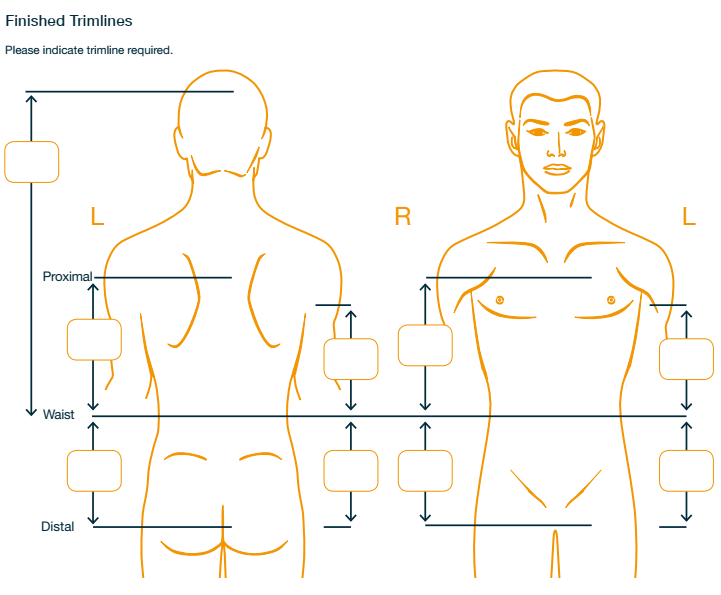 Finished Trimlines
Please indicate trimline required.
L
R
L
Proximal
Waist
Distal